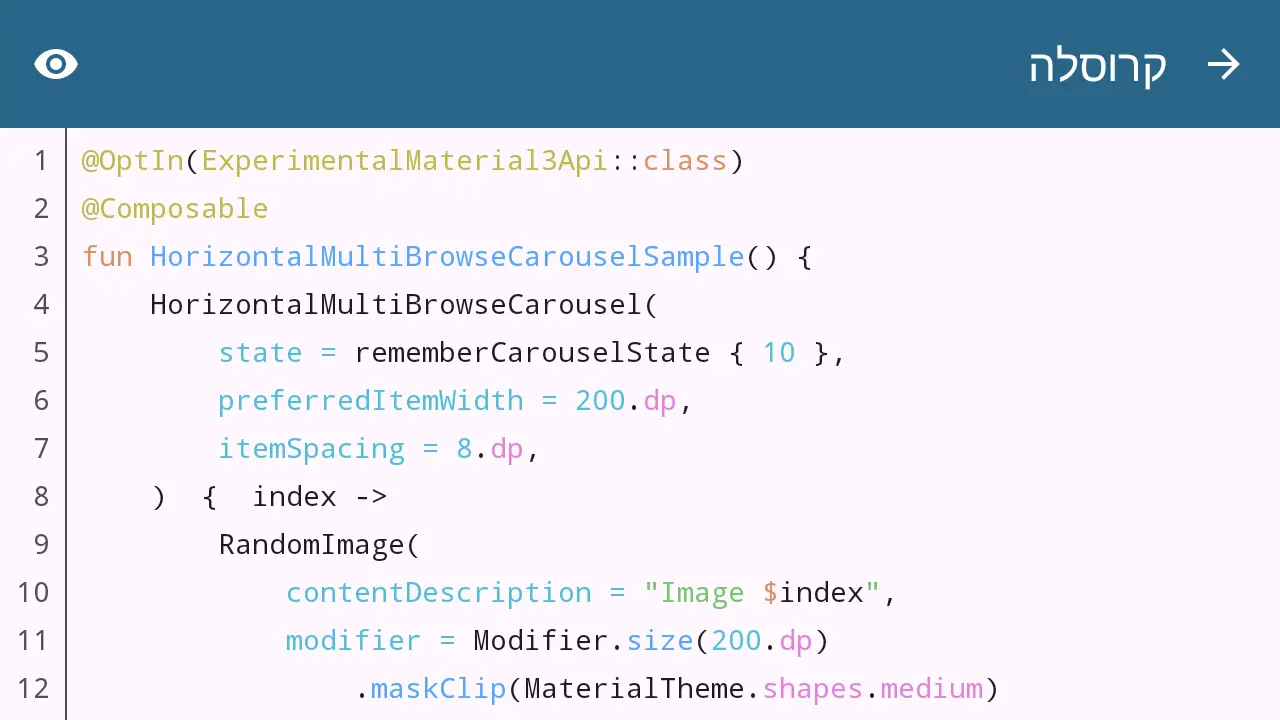 קרוסלה
1 @OptIn(ExperimentalMaterial3Api::class)
2 @Composable
3 fun HorizontalMultiBrowseCarouselSample() {
4     HorizontalMultiBrowseCarousel(
5         state = rememberCarouselState { 10 },
6         preferredItemWidth = 200.dp,
7         itemSpacing = 8.dp,
8     )  {  index ->
9         RandomImage(
10             contentDescription = "Image $index",
11             modifier = Modifier.size(200.dp)
12                 .maskClip(MaterialTheme.shapes.medium)